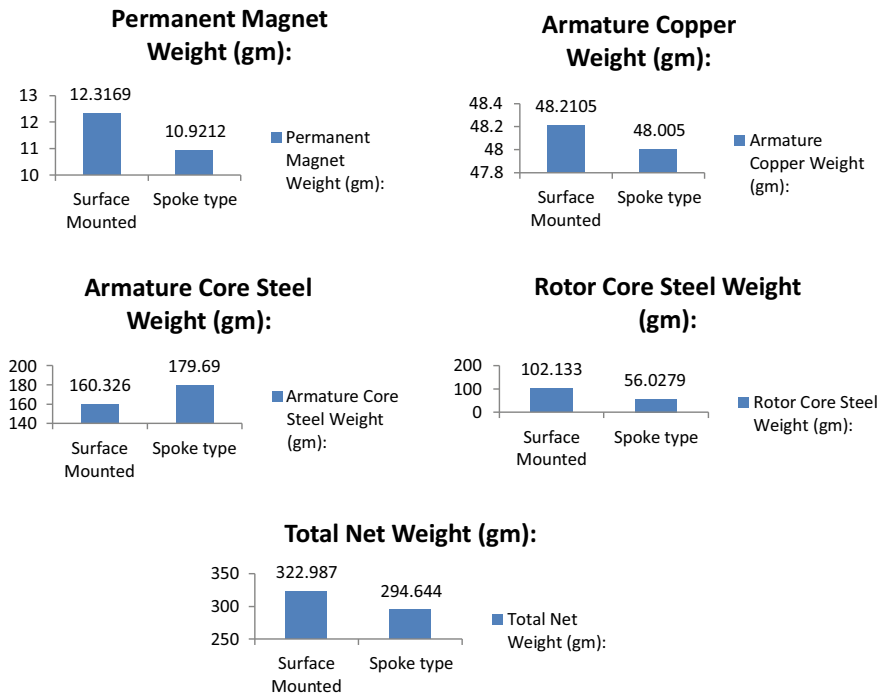 Permanent Magnet
Weight (gm):
13
12
11
10
12.3169
10.9212
Surface
Mounted
Spoke type
Permanent
Magnet
Weight (gm):
Armature Copper
Weight (gm):
48.4
48.2
48
47.8
48.2105
48.005
Surface
Mounted
Spoke type
Armature
Copper Weight
(gm):
Armature Core Steel
Weight (gm):
200
180
160
140
160.326
179.69
Surface
Mounted
Spoke type
Armature Core
Steel Weight
(gm):
Rotor Core Steel Weight
(gm):
200
100
0
102.133
56.0279
Surface
Mounted
Spoke type
Rotor Core Steel
Weight (gm):
Total Net Weight (gm):
350
300
250
322.987
294.644
Surface
Mounted
Spoke type
Total Net
Weight (gm):